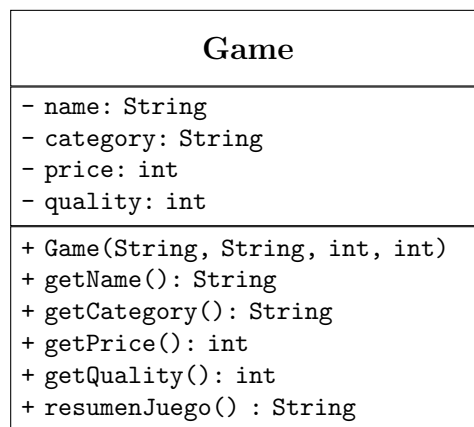 Game
- name: String
- category: String
- price: int
- quality: int
+ Game(String, String, int, int)
+ getName(): String
+ getCategory(): String
+ getPrice(): int
+ getQuality(): int
+ resumenJuego() : String